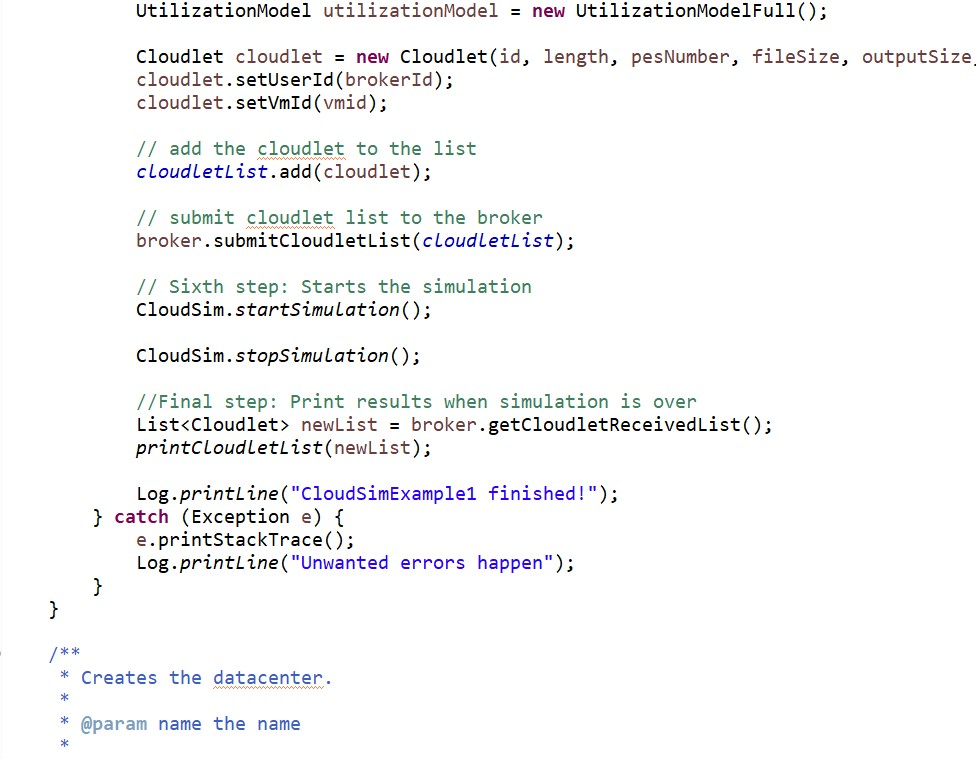 UtilizationModel utilizationModel = new UtilizationModelFull();
Cloudlet cloudlet = new Cloudlet(id, length, pesNumber, fileSize, outputSize,
cloudlet.setUserId(brokerId);
cloudlet.setVmId(vmid);
// add the cloudlet to the list
cloudletList.add(cloudlet);
// submit cloudlet list to the broker
broker.submitCloudletList(cloudletList);
// Sixth step: Starts the simulation
CloudSim.startSimulation();
CloudSim.stopSimulation();
//Final step: Print results when simulation is over
List<Cloudlet> newList = broker.getCloudletReceivedList();
printCloudletList(newList);
Log.printLine("CloudSimExample1 finished!");
} catch (Exception e) {
e.printStackTrace();
Log.printLine("Unwanted errors happen");
}
}
/**
* Creates the datacenter.
*
* @param name the name
*